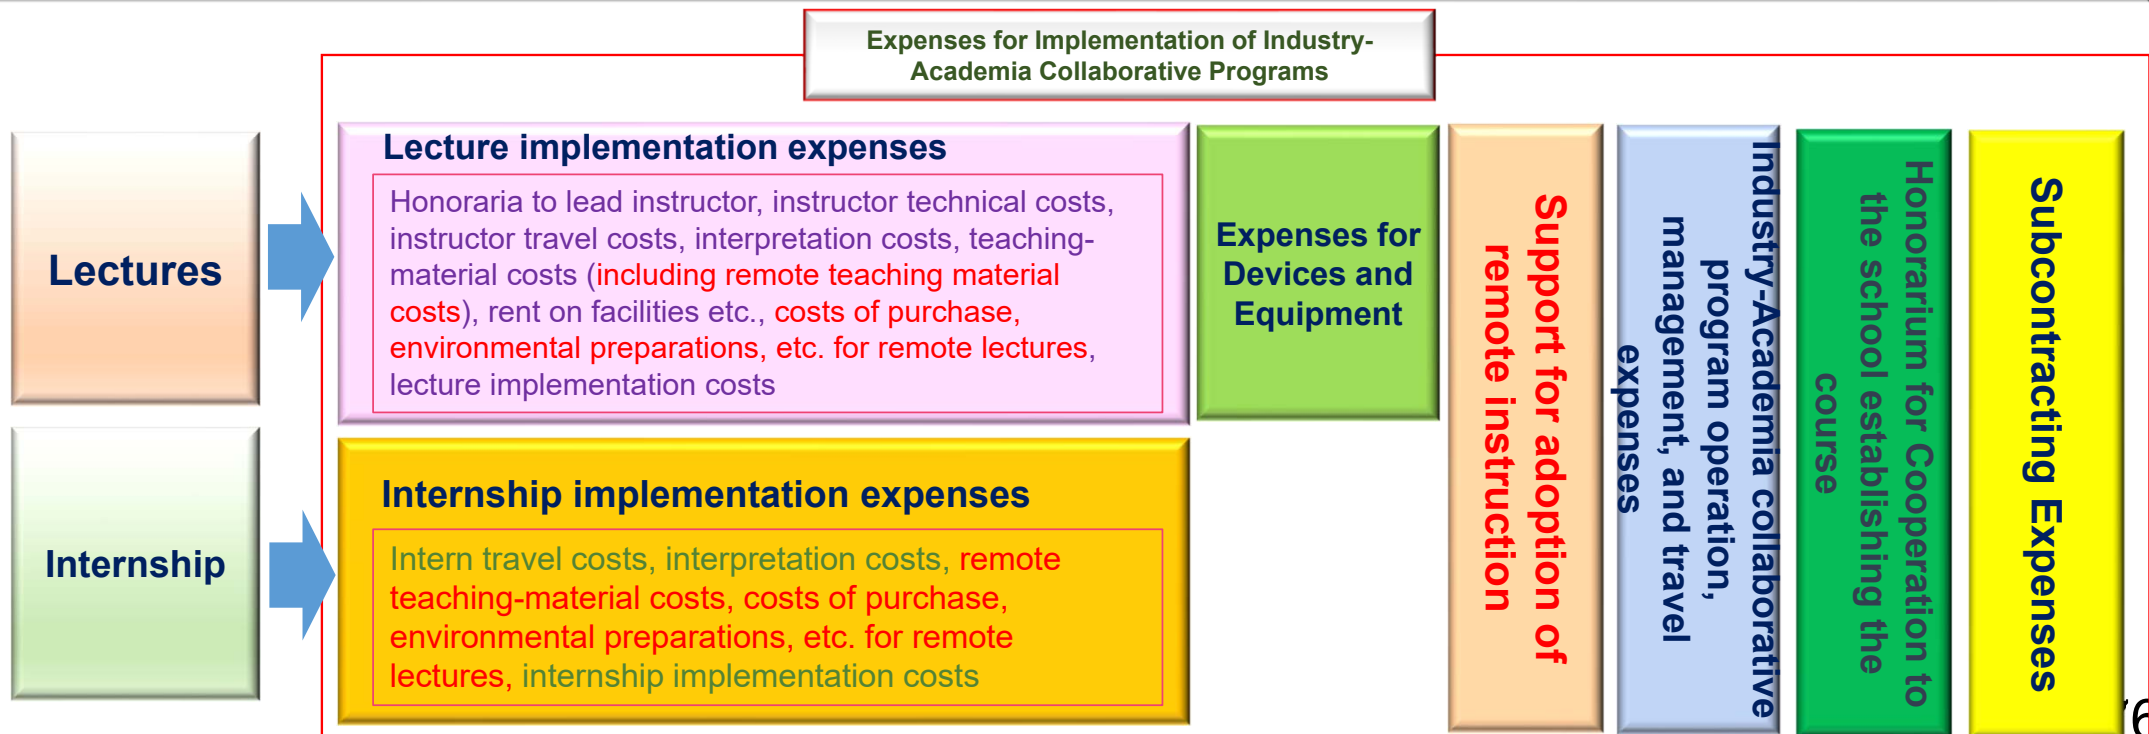 Expenses for Implementation of Industry-
Academia Collaborative Programs
Lectures
Lecture implementation expenses
Honoraria to lead instructor, instructor technical costs,
instructor travel costs, interpretation costs, teaching-
material costs (including remote teaching material
costs), rent on facilities etc., costs of purchase,
environmental preparations, etc. for remote lectures,
lecture implementation costs
Expenses for
Devices and
Equipment
Internship
Internship implementation expenses
Intern travel costs, interpretation costs, remote
teaching-material costs, costs of purchase,
environmental preparations, etc. for remote
lectures, internship implementation costs
Support for adoption of
remote instruction
Industry-Academia collaborative
program operation,
management, and travel
expenses
Honorarium for Cooperation to
the school establishing the
course
Subcontracting Expenses